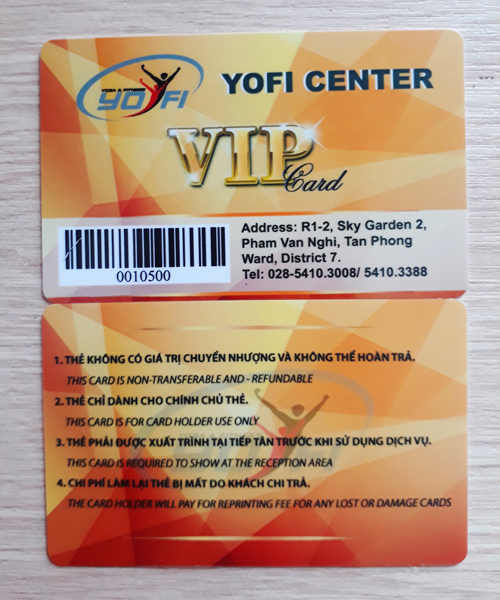 YOGA & FITNESS
YOFI
YOFI CENTER
VIP
Card
0010500
Address: R1-2, Sky Garden 2,
Pham Van Nghi, Tan Phong
Ward, District 7.
Tel: 028-5410.3008/ 5410.3388
1. THẺ KHÔNG CÓ GIÁ TRỊ CHUYỂN NHƯỢNG VÀ KHÔNG THỂ HOÀN TRẢ.
THIS CARD IS NON-TRANSFERABLE AND - REFUNDABLE
2. THẺ CHỈ DÀNH CHO CHÍNH CHỦ THẺ.
THIS CARD IS FOR CARD HOLDER USE ONLY
3. THẺ PHẢI ĐƯỢC XUẤT TRÌNH TẠI TIẾP TÂN TRƯỚC KHI SỬ DỤNG DỊCH VỤ.
THIS CARD IS REQUIRED TO SHOW AT THE RECEPTION AREA
4. CHI PHÍ LÀM LẠI THẺ BỊ MẤT DO KHÁCH CHI TRẢ.
THE CARD HOLDER WILL PAY FOR REPRINTING FEE FOR ANY LOST OR DAMAGE CARDS